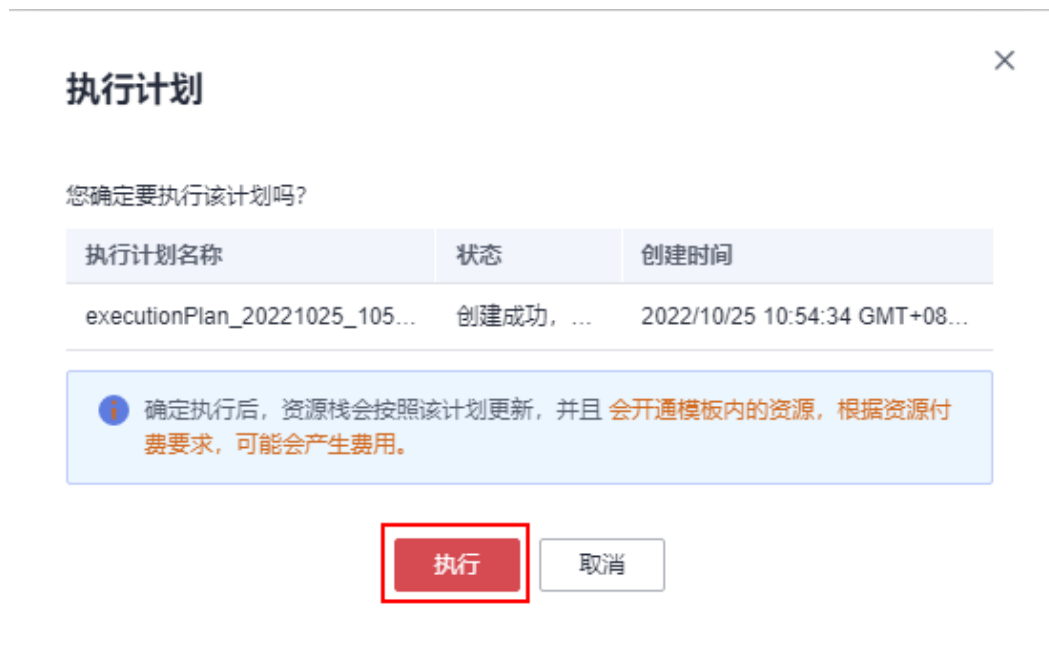 执行计划
您确定要执行该计划吗?
执行计划名称 状态 创建时间
executionPlan_20221025_105... 创建成功, ... 2022/10/25 10:54:34 GMT+08...
确定执行后，资源栈会按照该计划更新，并且 会开通模板内的资源，根据资源付
费要求，可能会产生费用。
执行 取消